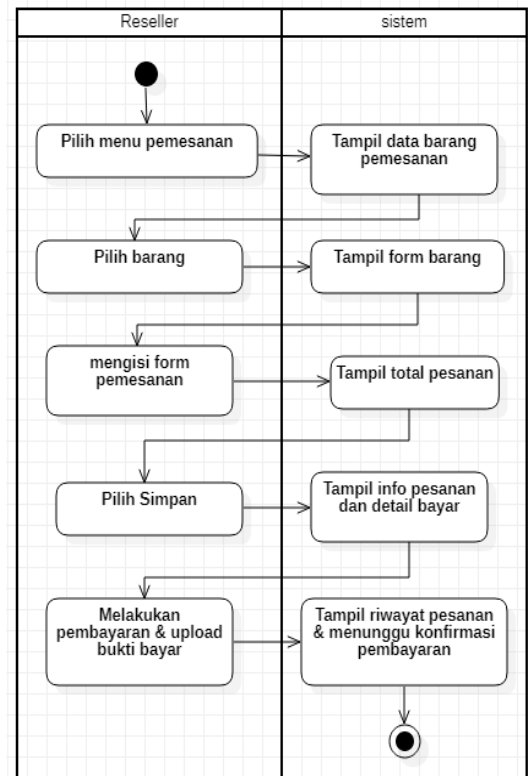 Reseller
sistem
Pilih menu pemesanan
Tampil data barang
pemesanan
Pilih barang
Tampil form barang
mengisi form
pemesanan
Tampil total pesanan
Pilih Simpan
Tampil info pesanan
dan detail bayar
Melakukan
pembayaran & upload
bukti bayar
Tampil riwayat pesanan
& menunggu konfirmasi
pembayaran